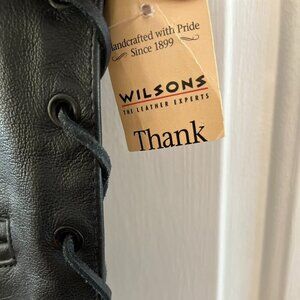 Handcrafted with Pride
Since 1899
WILSONS
THE LEATHER EXPERTS
Thank